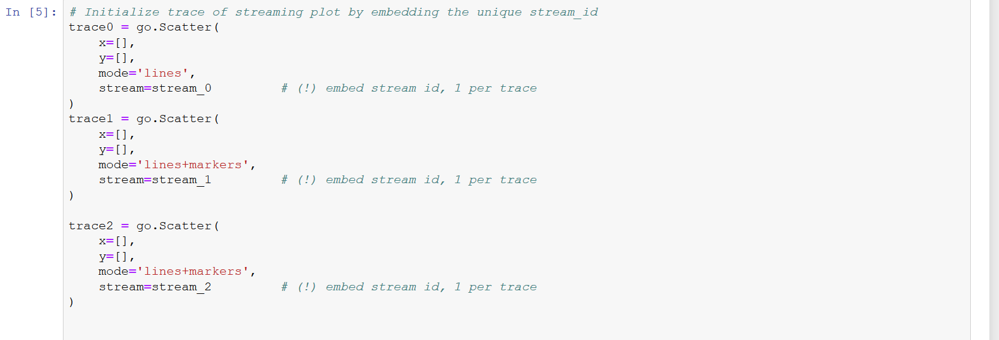 In [5]: # Initialize trace of streaming plot by embedding the unique stream_id
trace0 = go.Scatter(
    x=[],
    y=[],
    mode='lines',
    stream=stream_0         # (!) embed stream id, 1 per trace
)
trace1 = go.Scatter(
    x=[],
    y=[],
    mode='lines+markers',
    stream=stream_1         # (!) embed stream id, 1 per trace
)
trace2 = go.Scatter(
    x=[],
    y=[],
    mode='lines+markers',
    stream=stream_2         # (!) embed stream id, 1 per trace
)